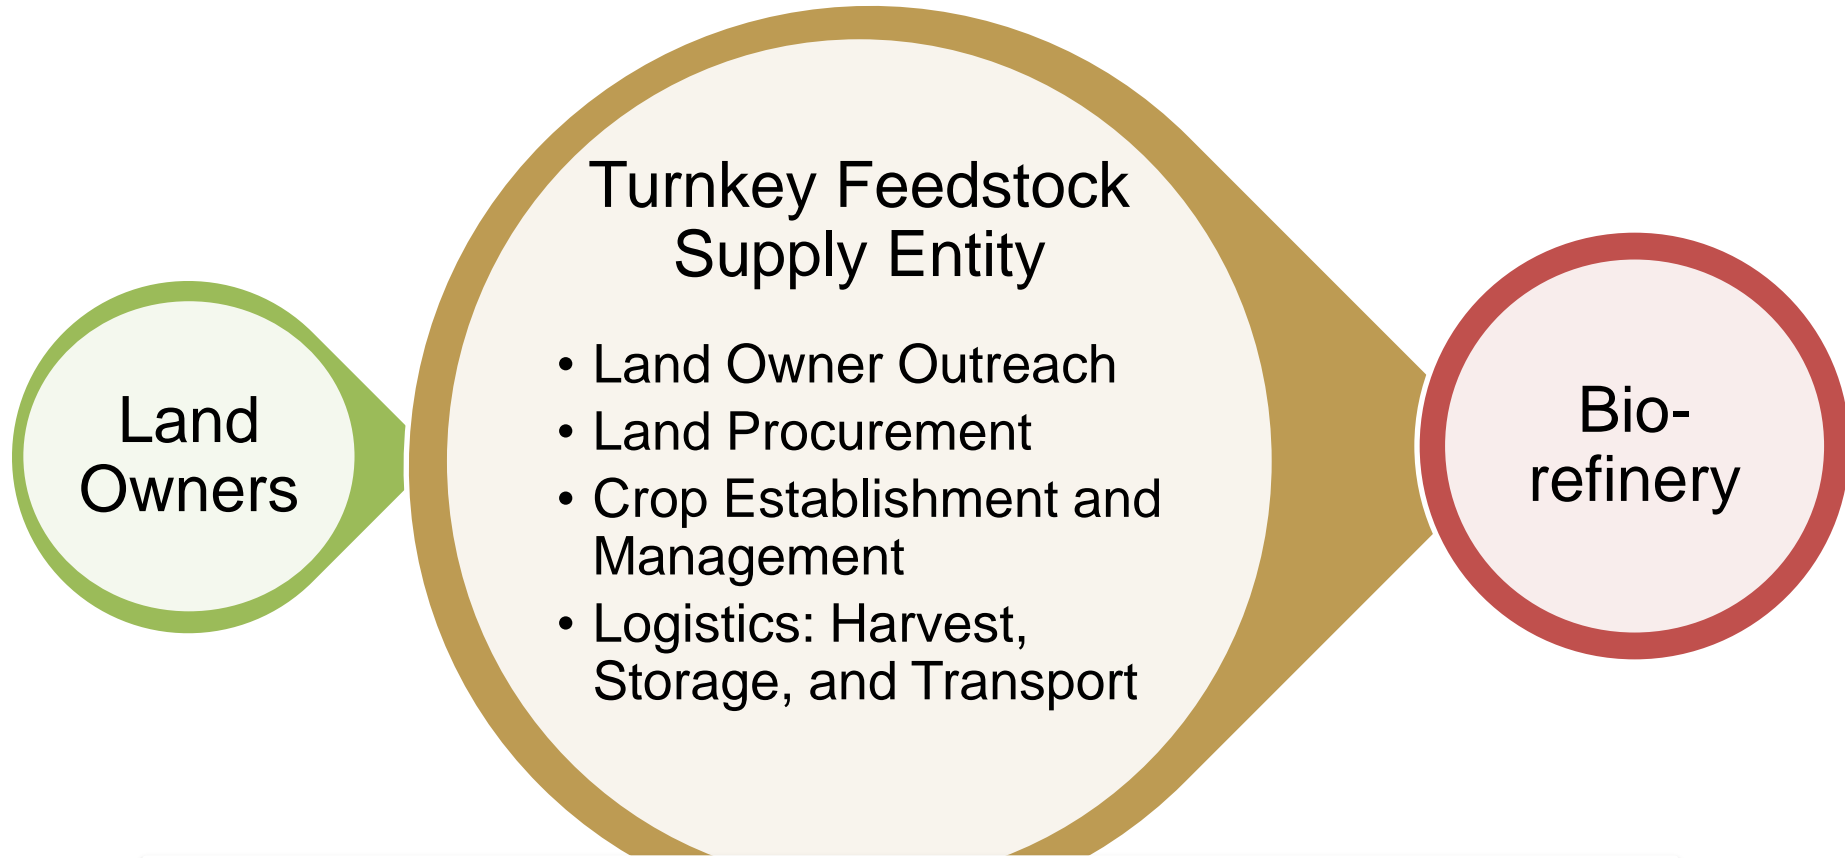 Land
Owners
Turnkey Feedstock
Supply Entity
• Land Owner Outreach
• Land Procurement
• Crop Establishment and
Management
• Logistics: Harvest,
Storage, and Transport
Bio-
refinery